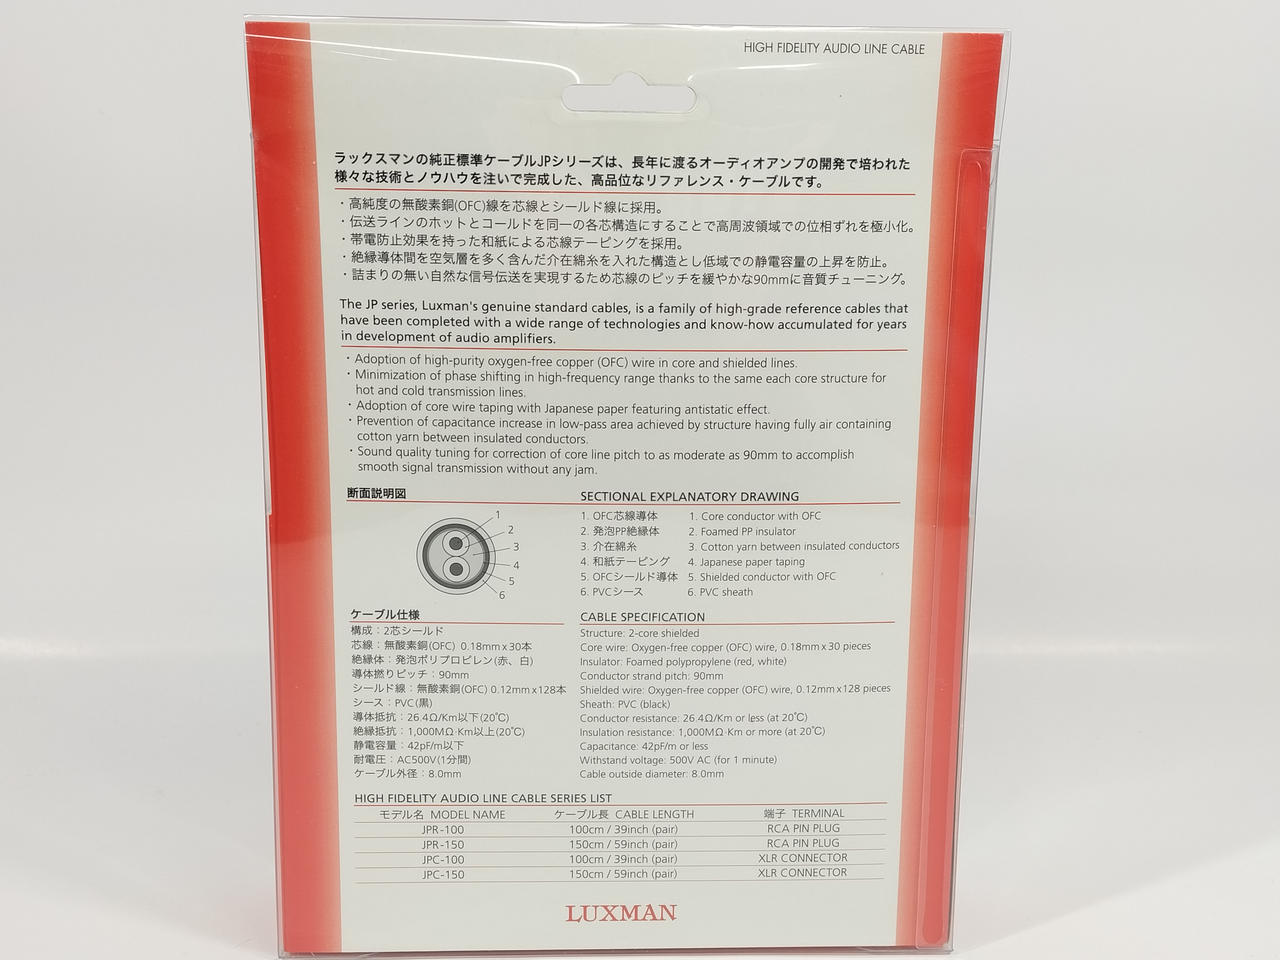 HIGH FIDELITY AUDIO LINE CABLE
ラックスマンの純正標準ケーブルJPシリーズは、長年に渡るオーディオアンプの開発で培われた
様々な技術とノウハウを注いで完成した、高品位なリファレンス・ケーブルです。
・高純度の無酸素銅(OFC)線を芯線とシールド線に採用。
・伝送ラインのホットとコールドを同一の各芯構造にすることで高周波領域での位相ずれを極小化。
・帯電防止効果を持った和紙による芯線テーピングを採用。
・絶縁導体間を空気層を多く含んだ介在綿糸を入れた構造とし低域での静電容量の上昇を防止。
・詰まりの無い自然な信号伝送を実現するため芯線のピッチを緩やかな90mmに音質チューニング。
The JP series, Luxman's genuine standard cables, is a family of high-grade reference cables that
have been completed with a wide range of technologies and know-how accumulated for years
in development of audio amplifiers.
・Adoption of high-purity oxygen-free copper (OFC) wire in core and shielded lines.
・Minimization of phase shifting in high-frequency range thanks to the same each core structure for
hot and cold transmission lines.
・Adoption of core wire taping with Japanese paper featuring antistatic effect.
・Prevention of capacitance increase in low-pass area achieved by structure having fully air containing
cotton yarn between insulated conductors.
・Sound quality tuning for correction of core line pitch to as moderate as 90mm to accomplish
smooth signal transmission without any jam.
断面説明図 SECTIONAL EXPLANATORY DRAWING
1
2
3
4
5
6
1. OFC芯線導体 1. Core conductor with OFC
2. 発泡PP絶縁体 2. Foamed PP insulator
3. 介在綿糸 3. Cotton yarn between insulated conductors
4. 和紙テーピング 4. Japanese paper taping
5. OFCシールド導体 5. Shielded conductor with OFC
6. PVCシース 6. PVC sheath
ケーブル仕様
構成：2芯シールド
芯線：無酸素銅(OFC) 0.18mm x 30本
絶縁体：発泡ポリプロピレン(赤、白)
導体撚りピッチ：90mm
シールド線：無酸素銅(OFC) 0.12mm x 128本
シース：PVC(黒)
導体抵抗：26.4Ω/Km以下(20℃)
絶縁抵抗：1,000MΩ·Km以上(20℃)
静電容量：42pF/m以下
耐電圧：AC500V(1分間)
ケーブル外径：8.0mm
CABLE SPECIFICATION
Structure: 2-core shielded
Core wire: Oxygen-free copper (OFC) wire, 0.18mm x 30 pieces
Insulator: Foamed polypropylene (red, white)
Conductor strand pitch: 90mm
Shielded wire: Oxygen-free copper (OFC) wire, 0.12mm x 128 pieces
Sheath: PVC (black)
Conductor resistance: 26.4Ω/Km or less (at 20℃)
Insulation resistance: 1,000MΩ·Km or more (at 20℃)
Capacitance: 42pF/m or less
Withstand voltage: 500V AC (for 1 minute)
Cable outside diameter: 8.0mm
HIGH FIDELITY AUDIO LINE CABLE SERIES LIST
モデル名 MODEL NAME ケーブル長 CABLE LENGTH 端子 TERMINAL
JPR-100 100cm / 39inch (pair) RCA PIN PLUG
JPR-150 150cm / 59inch (pair) RCA PIN PLUG
JPC-100 100cm / 39inch (pair) XLR CONNECTOR
JPC-150 150cm / 59inch (pair) XLR CONNECTOR
LUXMAN